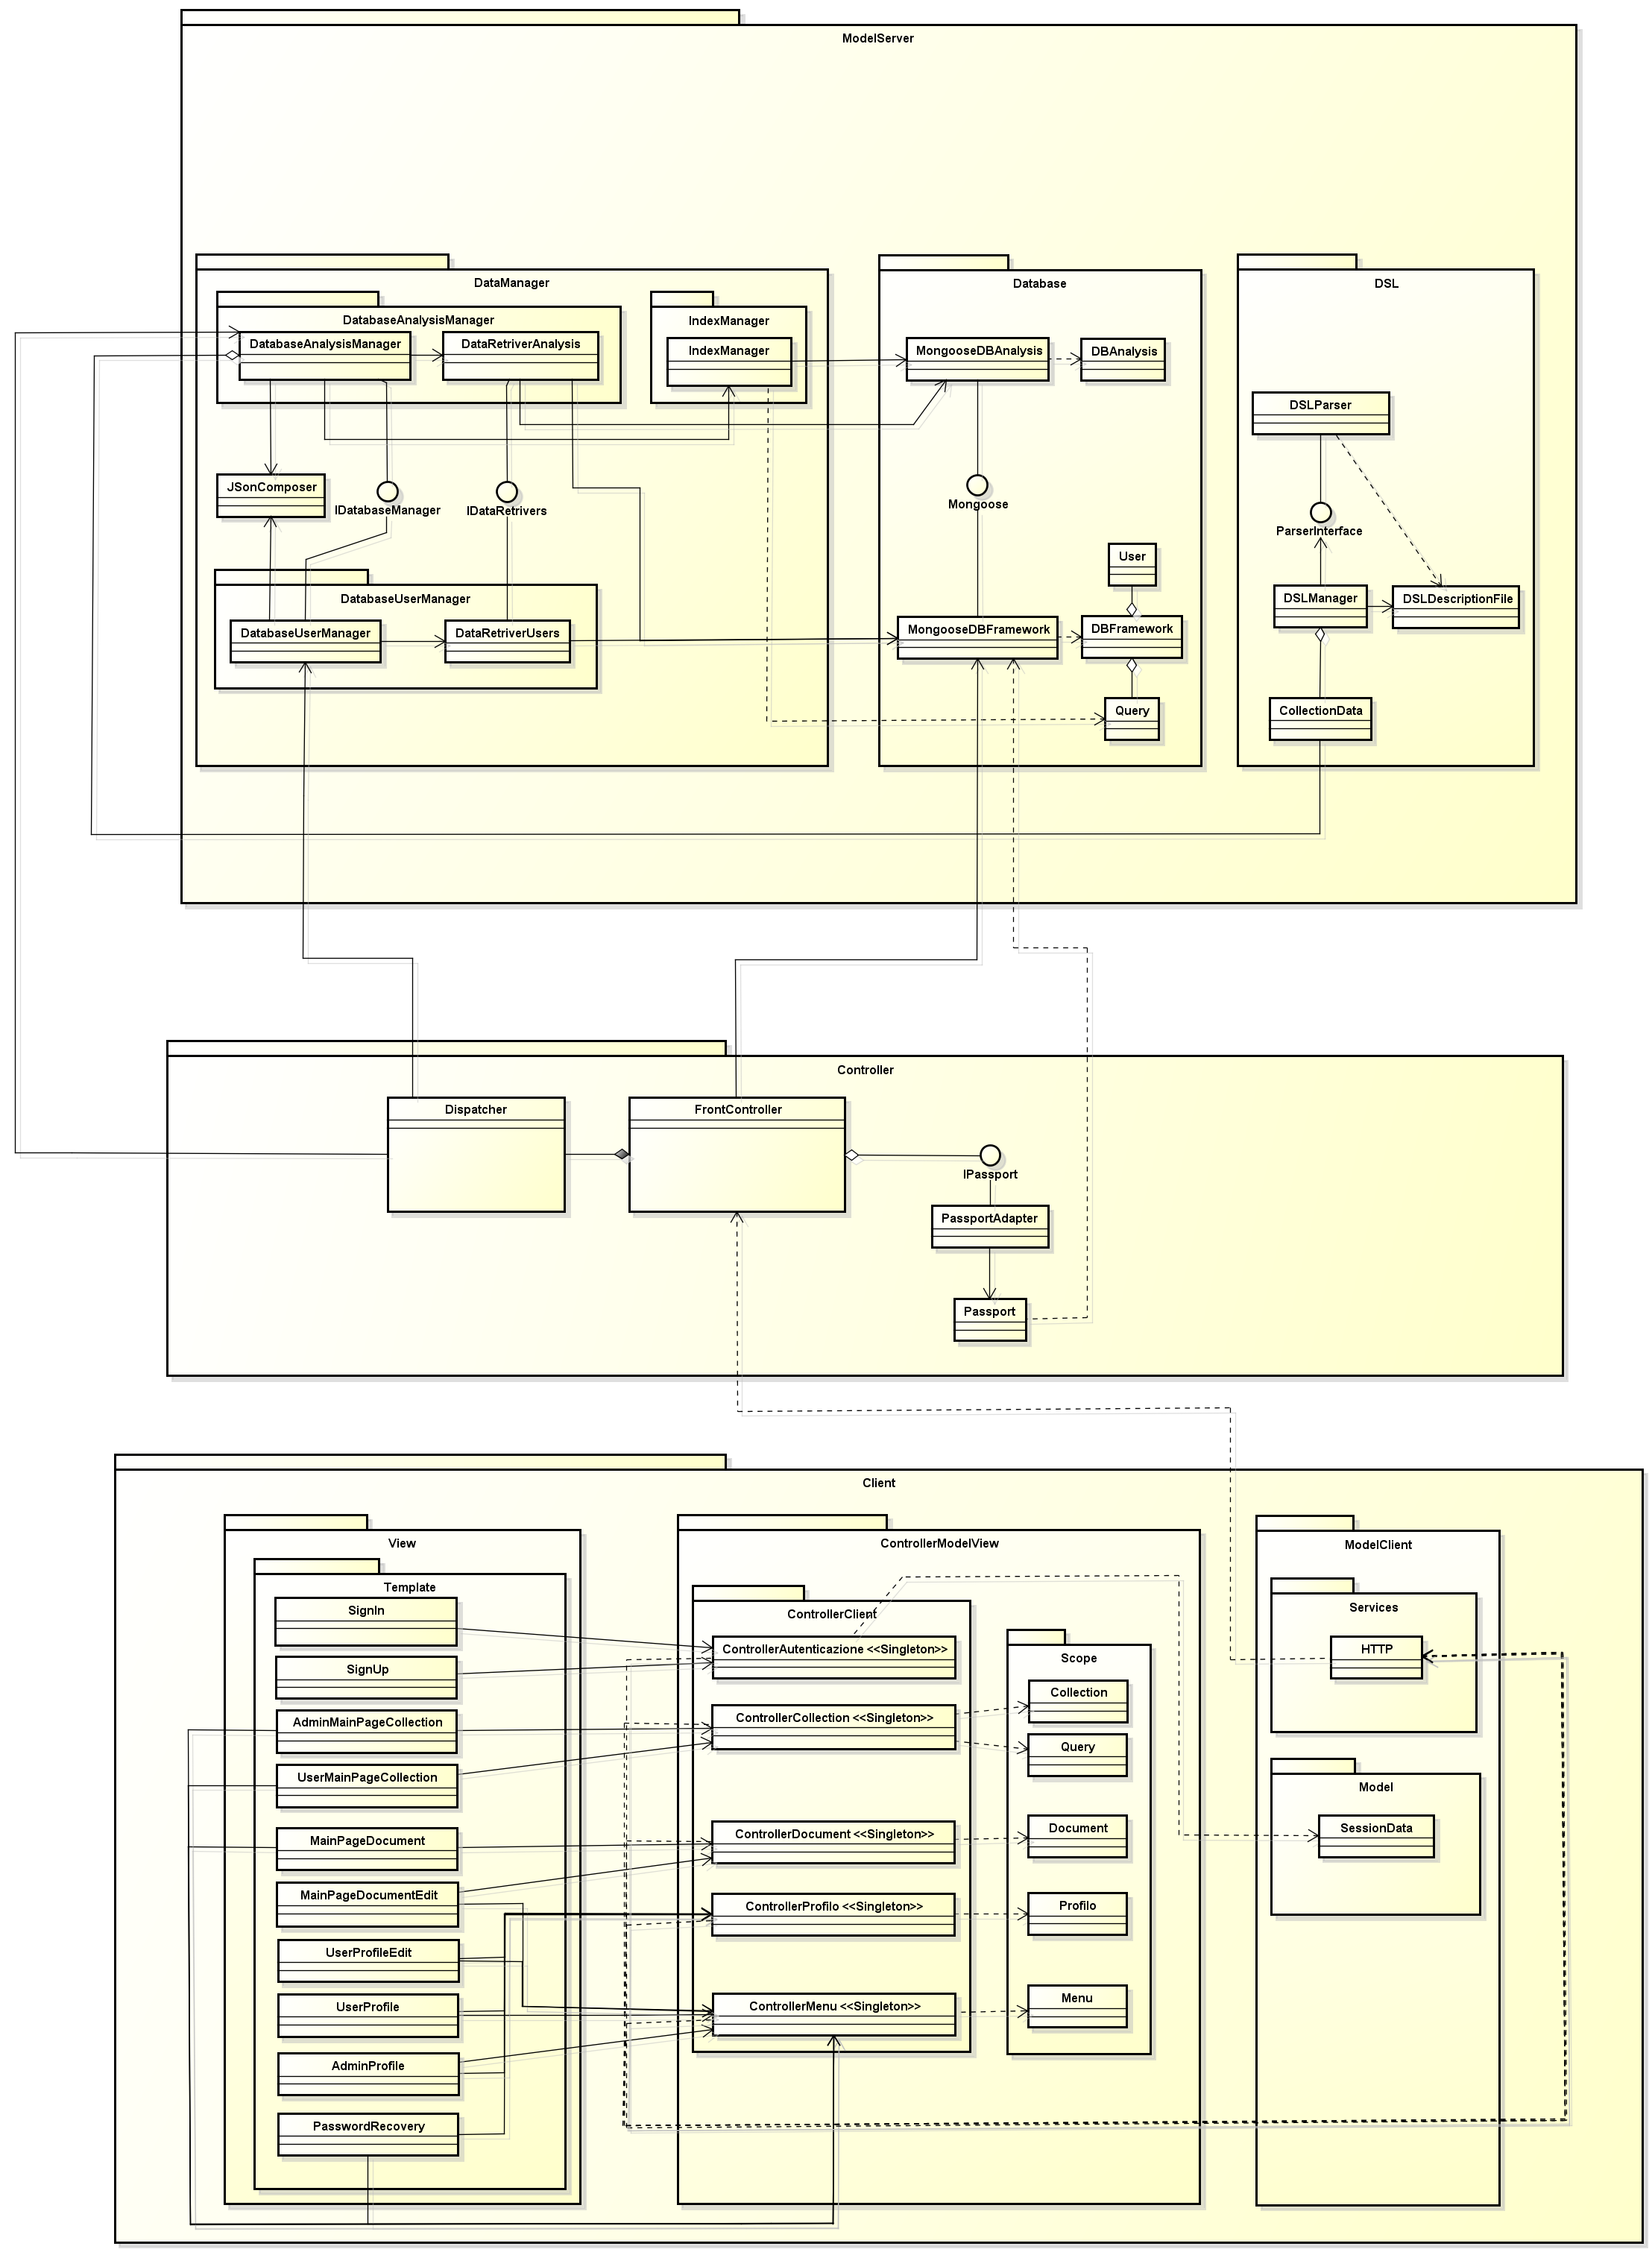 ModelServer
DataManager
DatabaseAnalysisManager
DatabaseAnalysisManager
DataRetriverAnalysis
IndexManager
IndexManager
JSonComposer
IDatabaseManager
IDataRetrivers
DatabaseUserManager
DatabaseUserManager
DataRetriverUsers
Database
MongooseDBAnalysis
DBAnalysis
Mongoose
User
MongooseDBFramework
DBFramework
Query
DSL
DSLParser
ParserInterface
DSLManager
DSLDescriptionFile
CollectionData
Controller
Dispatcher
FrontController
IPassport
PassportAdapter
Passport
Client
View
Template
SignIn
SignUp
AdminMainPageCollection
UserMainPageCollection
MainPageDocument
MainPageDocumentEdit
UserProfileEdit
UserProfile
AdminProfile
PasswordRecovery
ControllerModelView
ControllerClient
ControllerAutenticazione <<Singleton>>
ControllerCollection <<Singleton>>
ControllerDocument <<Singleton>>
ControllerProfilo <<Singleton>>
ControllerMenu <<Singleton>>
Scope
Collection
Query
Document
Profilo
Menu
ModelClient
Services
HTTP
Model
SessionData